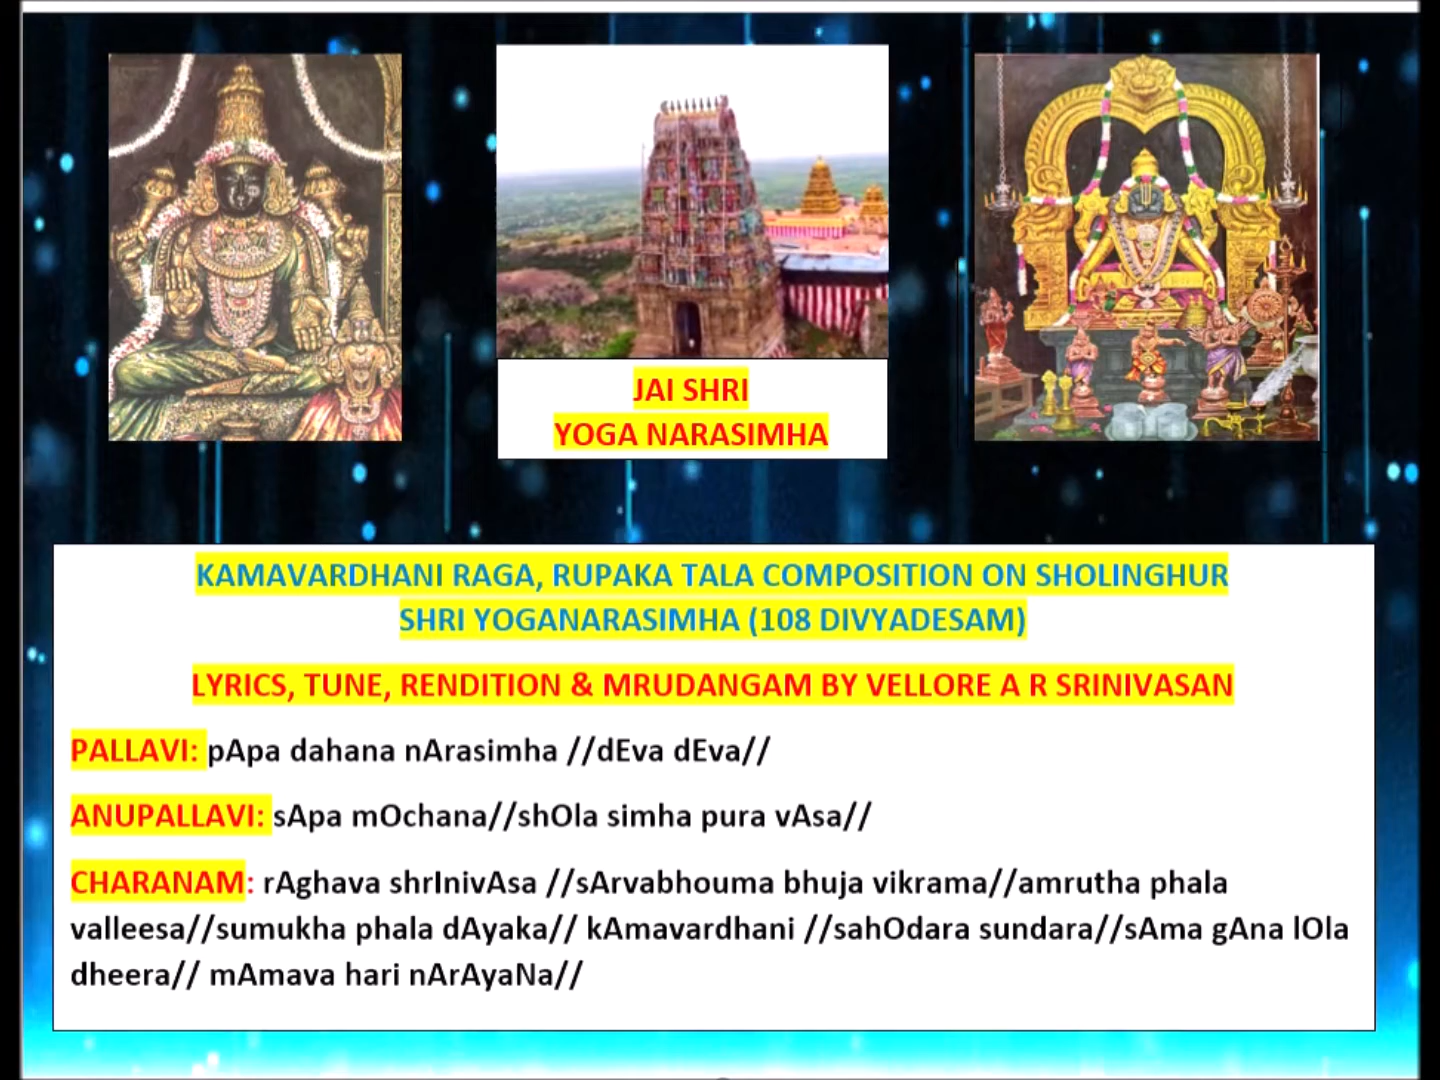 JAI SHRI
YOGA NARASIMHA
KAMAVARDHANI RAGA, RUPAKA TALA COMPOSITION ON SHOLINGHUR
SHRI YOGANARASIMHA (108 DIVYADESAM)
LYRICS, TUNE, RENDITION & MRUDANGAM BY VELLORE A R SRINIVASAN
PALLAVI: pApa dahana nArasimha //dEva dEva//
ANUPALLAVI: sApa mOchana//shOla simha pura vAsa//
CHARANAM: rAghava shrInivAsa //sArvabhouma bhuja vikrama//amrutha phala
valleesa//sumukha phala dAyaka// kAmavardhani //sahOdara sundara//sAma gAna lOla
dheera// mAmava hari nArAyaNa//